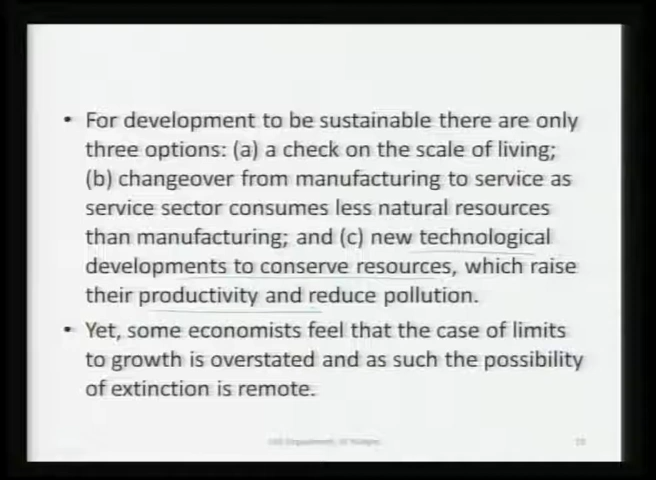 • For development to be sustainable there are only
three options: (a) a check on the scale of living;
(b) changeover from manufacturing to service as
service sector consumes less natural resources
than manufacturing; and (c) new technological
developments to conserve resources, which raise
their productivity and reduce pollution.
• Yet, some economists feel that the case of limits
to growth is overstated and as such the possibility
of extinction is remote.